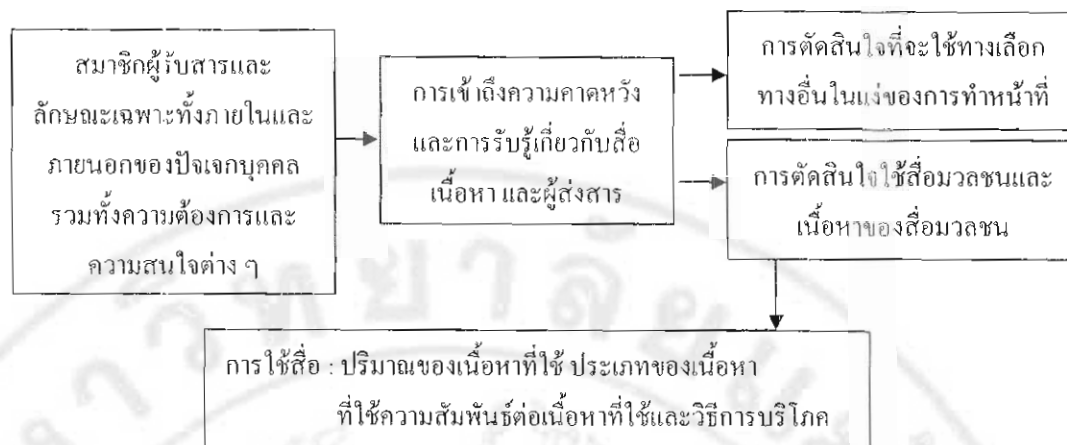 สมาชิกผู้รับสารและ
ลักษณะเฉพาะทั้งภายในและ
ภายนอกของปัจเจกบุคคล
รวมทั้งความต้องการและ
ความสนใจต่าง ๆ
การเข้าถึงความคาดหวัง
และการรับรู้เกี่ยวกับสื่อ
เนื้อหา และผู้ส่งสาร
การตัดสินใจที่จะใช้ทางเลือก
ทางอื่นในแง่ของการทำหน้าที่
การตัดสินใจใช้สื่อมวลชนและ
เนื้อหาของสื่อมวลชน
การใช้สื่อ : ปริมาณของเนื้อหาที่ใช้ ประเภทของเนื้อหา
ที่ใช้ความสัมพันธ์ต่อเนื้อหาที่ใช้และวิธีการบริโภค